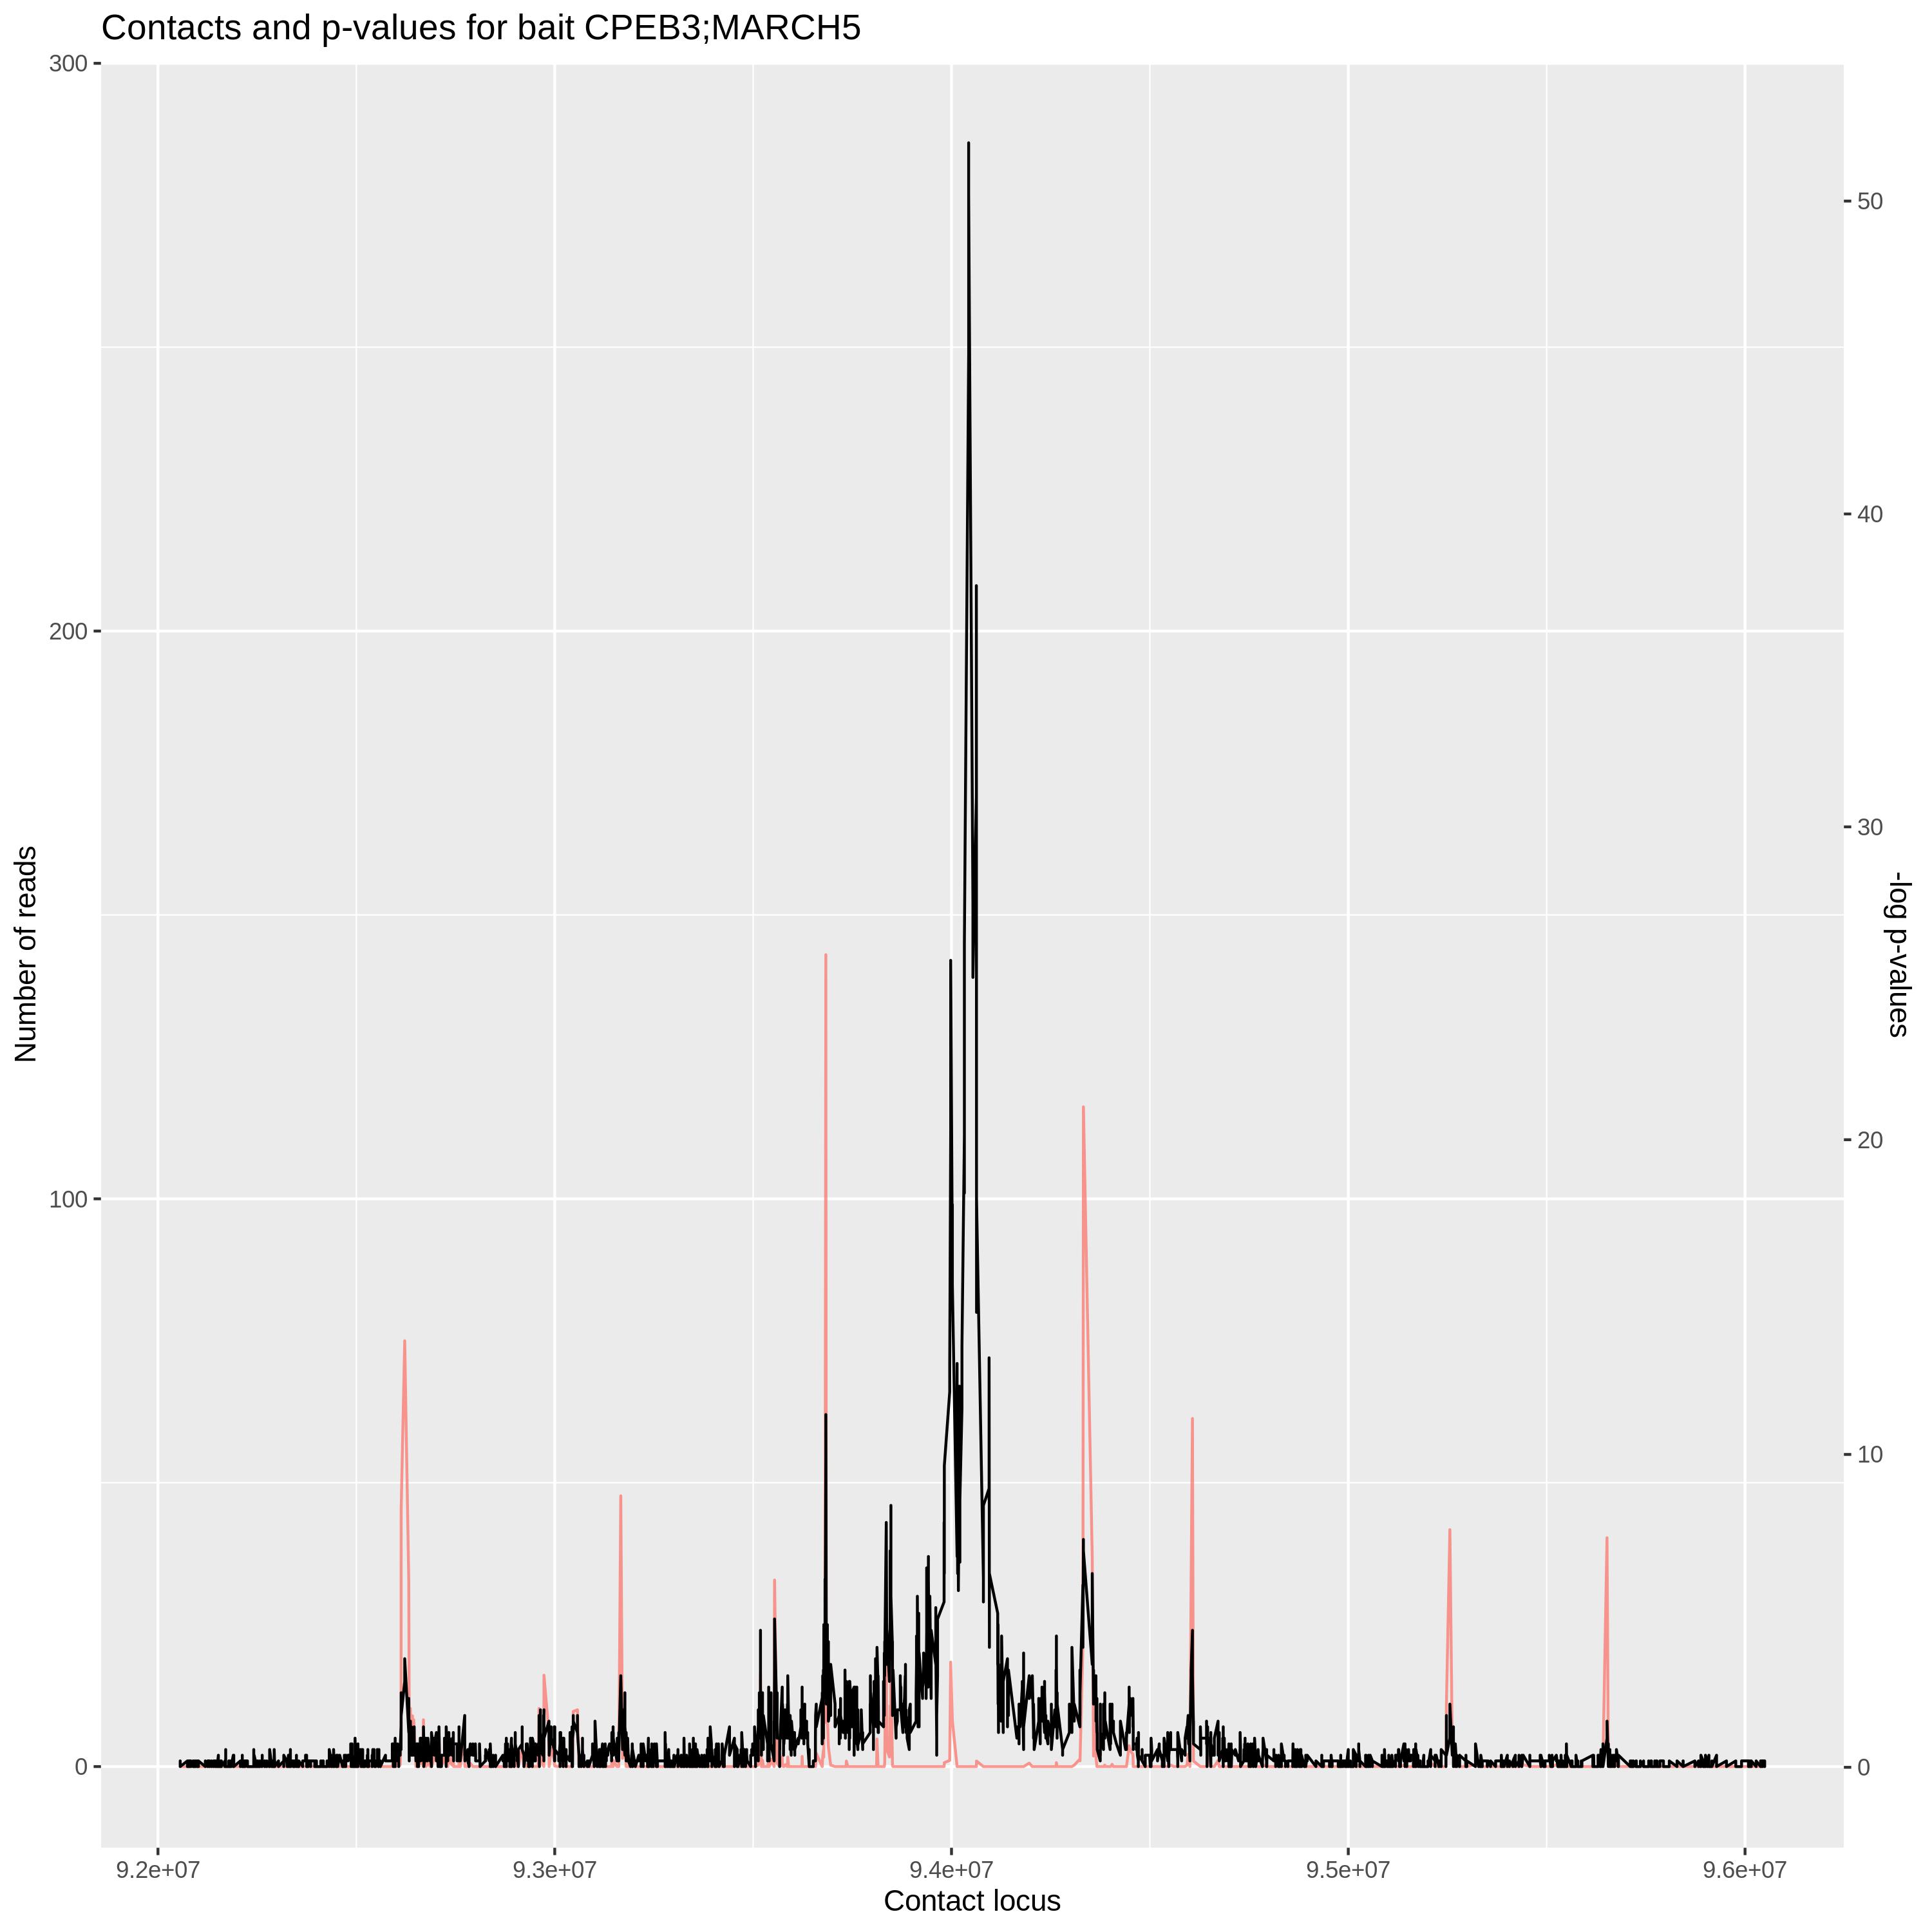 Contacts and p-values for bait CPEB3;MARCH5
300
200
100
0
Number of reads
50
40
30
20
10
0
-log p-values
9.2e+07 9.3e+07 9.4e+07 9.5e+07 9.6e+07
Contact locus